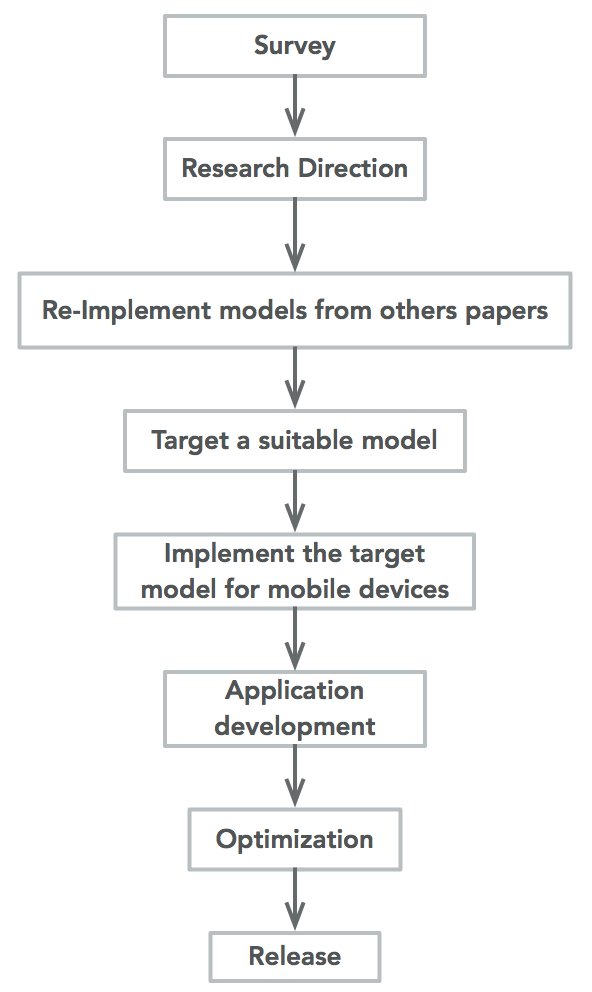 Survey
Research Direction
Re-Implement models from others papers
Target a suitable model
Implement the target
model for mobile devices
Application
development
Optimization
Release